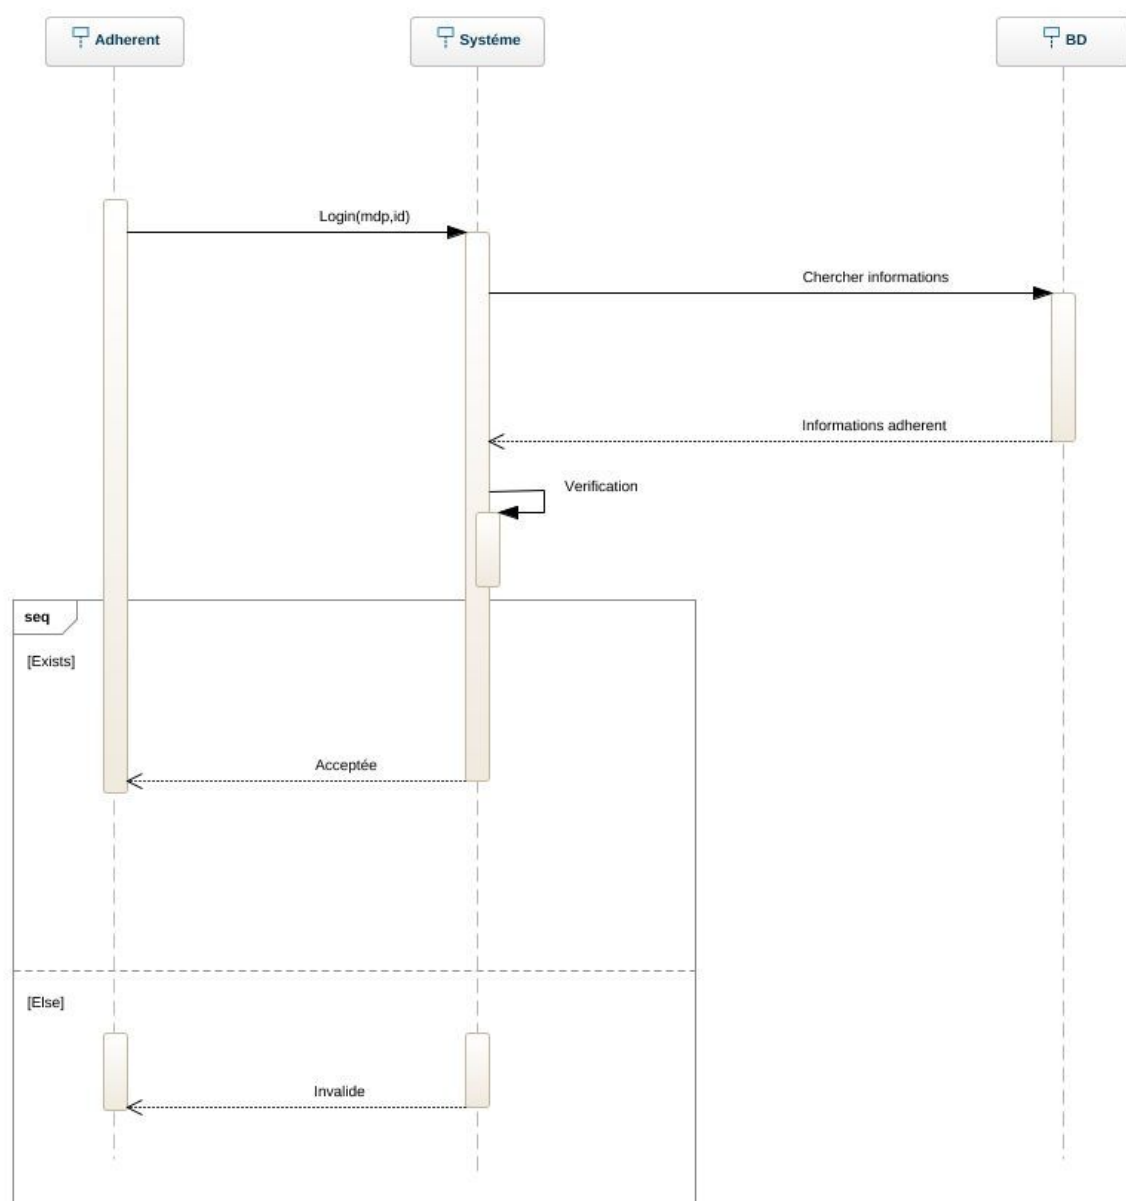 Adherent
Systéme
BD
Login(mdp,id)
Chercher informations
Informations adherent
Verification
seq
[Exists]
Acceptée
[Else]
Invalide